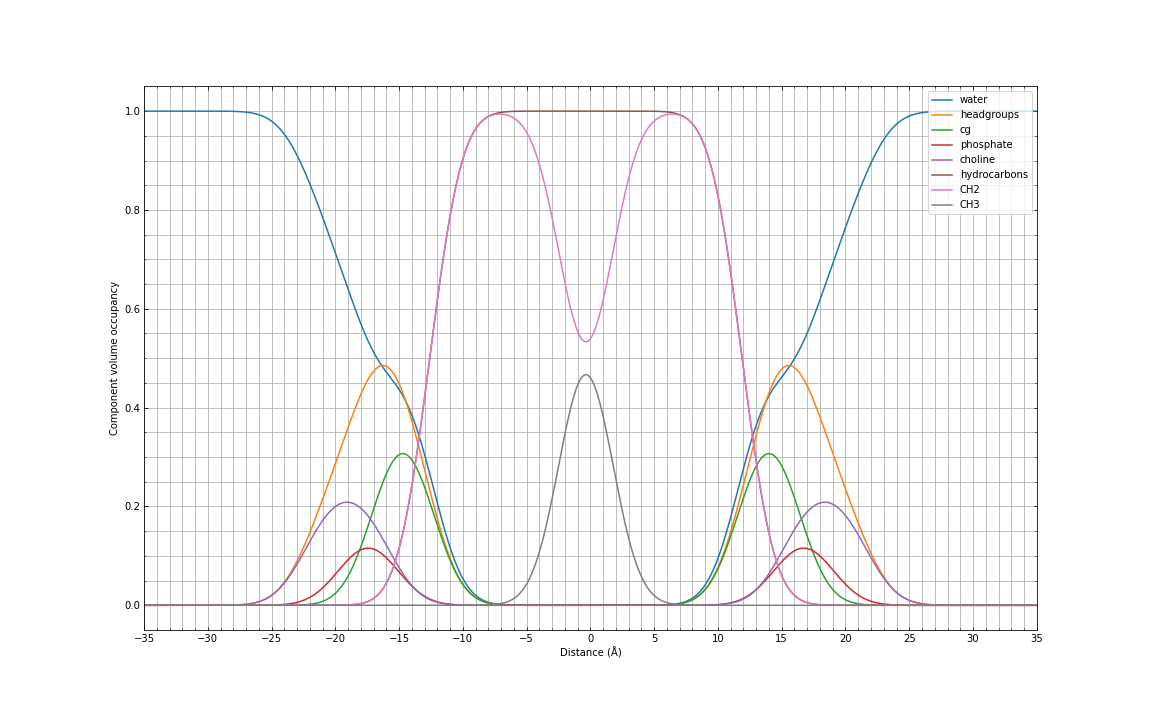 1.0
0.8
0.6
0.4
0.2
0.0
Component volume occupancy
−35 −30 −25 −20 −15 −10 −5 0 5 10 15 20 25 30 35
Distance (Å)
water
headgroups
cg
phosphate
choline
hydrocarbons
CH2
CH3